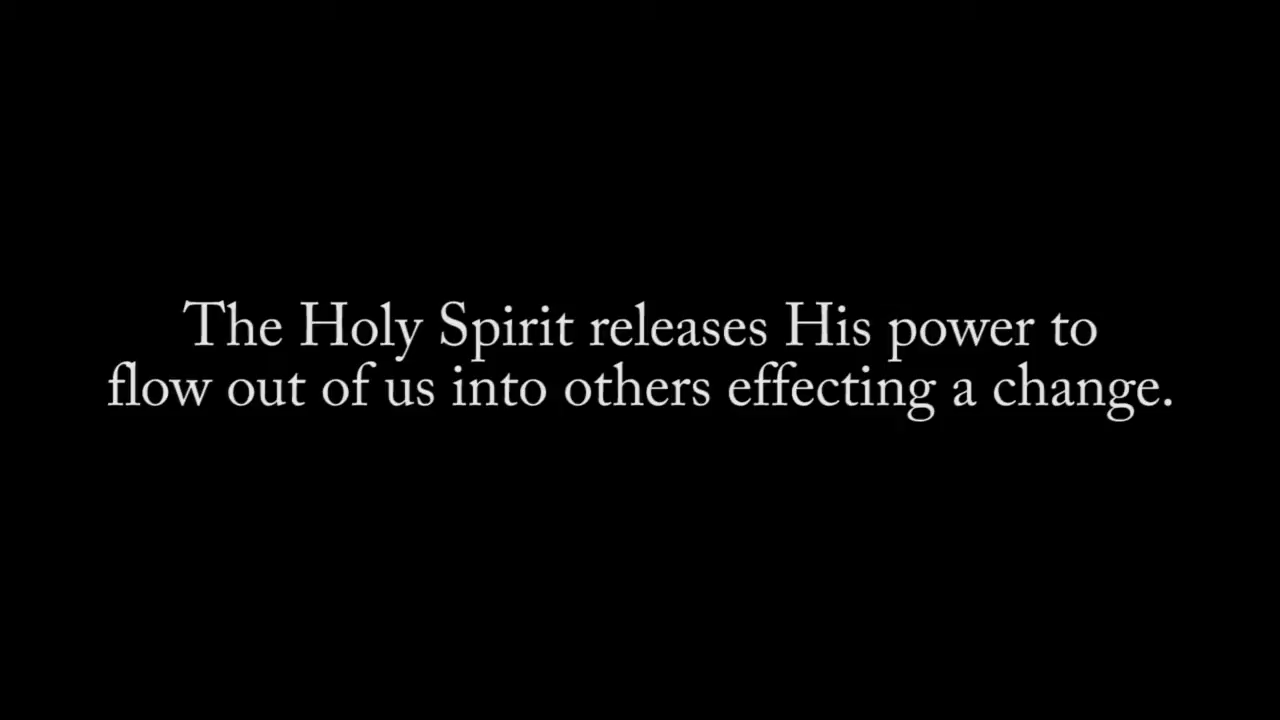 The Holy Spirit releases His power to
flow out of us into others effecting a change.